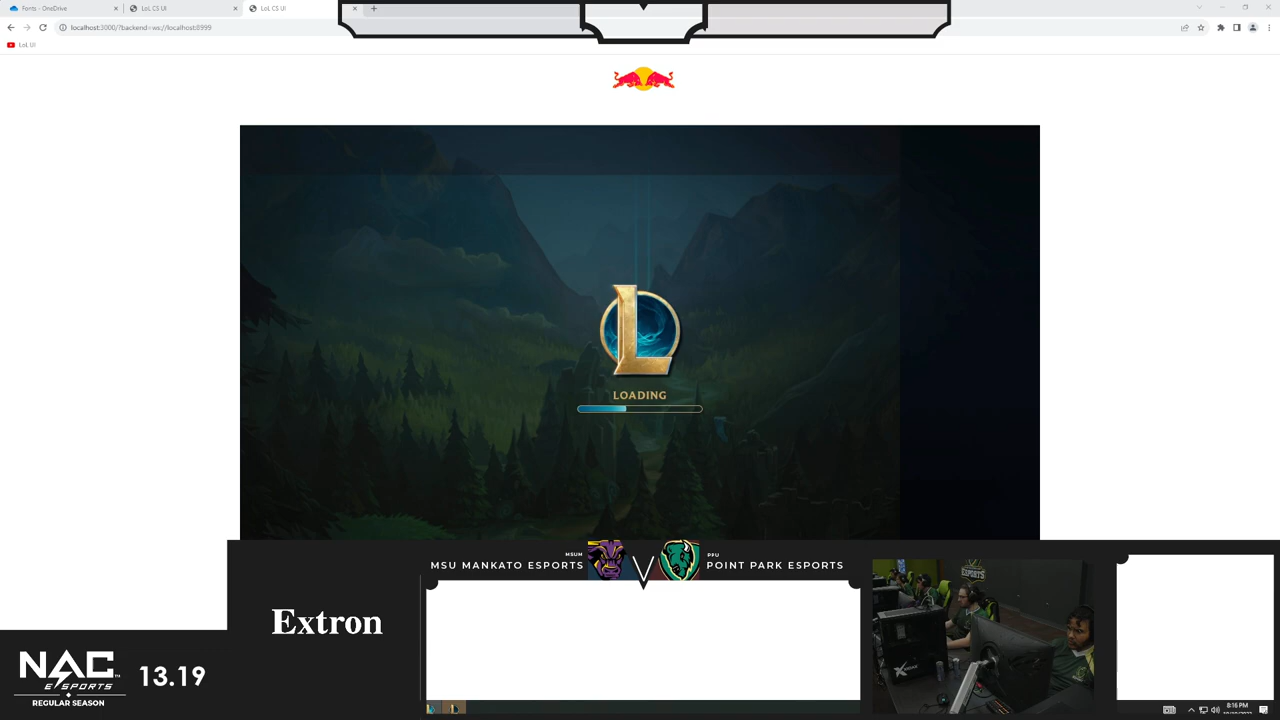 Fonts - OneDrive
LoL CS UI
LoL CS UI
localhost:3000/?backend=ws://localhost:8999
LoL UI
LOADING
MSUM
MSU MANKATO ESPORTS
PPU
POINT PARK ESPORTS
Extron
NAC
ESPORTS
REGULAR SEASON
13.19
ESPORTS
8:16 PM